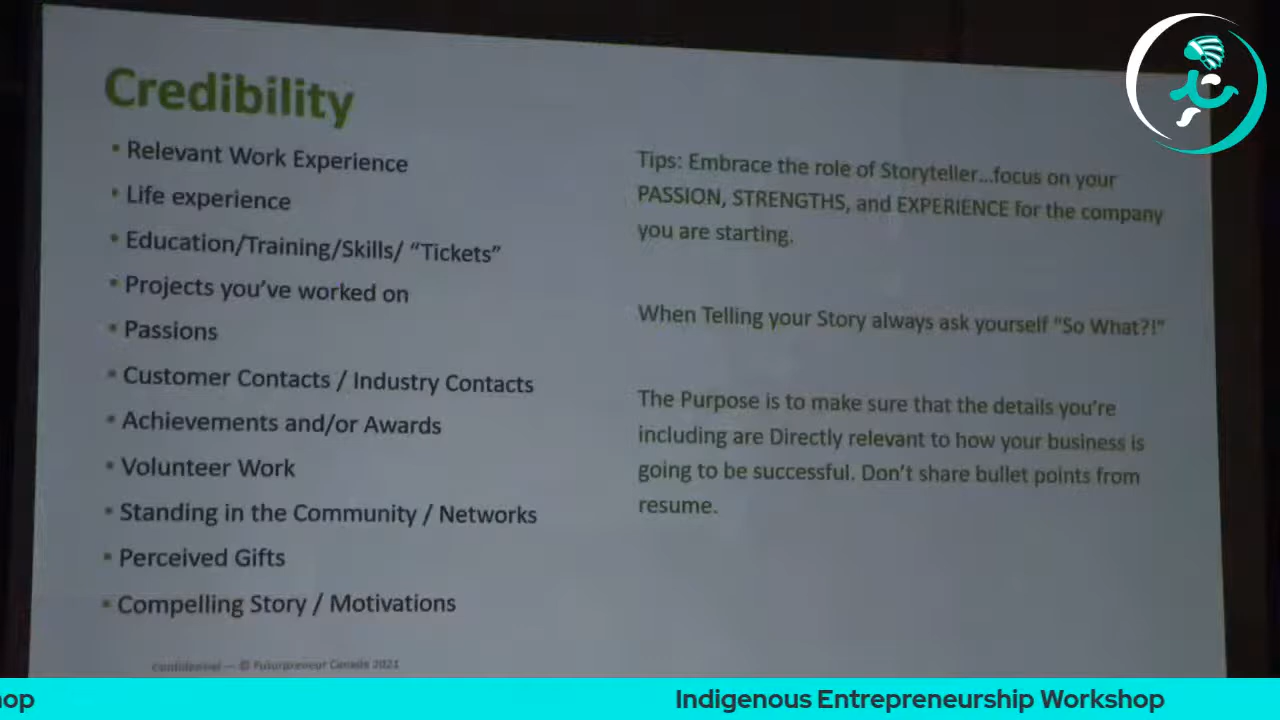 Credibility
• Relevant Work Experience
• Life experience
• Education/Training/Skills/ “Tickets”
• Projects you’ve worked on
• Passions
• Customer Contacts / Industry Contacts
• Achievements and/or Awards
• Volunteer Work
• Standing in the Community / Networks
• Perceived Gifts
• Compelling Story / Motivations
Tips: Embrace the role of Storyteller...focus on your
PASSION, STRENGTHS, and EXPERIENCE for the company
you are starting.
When Telling your Story always ask yourself “So What?!”
The Purpose is to make sure that the details you’re
including are Directly relevant to how your business is
going to be successful. Don’t share bullet points from
resume.
Confidential — © Futurpreneur Canada 2021
hop
Indigenous Entrepreneurship Workshop